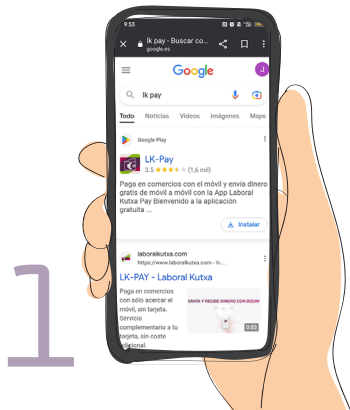 9:53
lk pay - Buscar co...
google.es
Google
J
lk pay
Todo Noticias Videos Imágenes Maps
Google Play
LK-Pay
3.5 (1,6 mil)
Paga en comercios con el móvil y envía dinero
gratis de móvil a móvil con la App Laboral
Kutxa Pay Bienvenido a la aplicación
gratuita ...
Instalar
laboralkutxa.com
https://www.laboralkutxa.com › lk-...
LK-PAY - Laboral Kutxa
Paga en comercios
con sólo acercar el
móvil, sin tarjeta.
Servicio
complementario a tu
tarjeta, sin coste
adicional.
ENVÍA Y RECIBE DINERO CON BIZUM
0:53
1